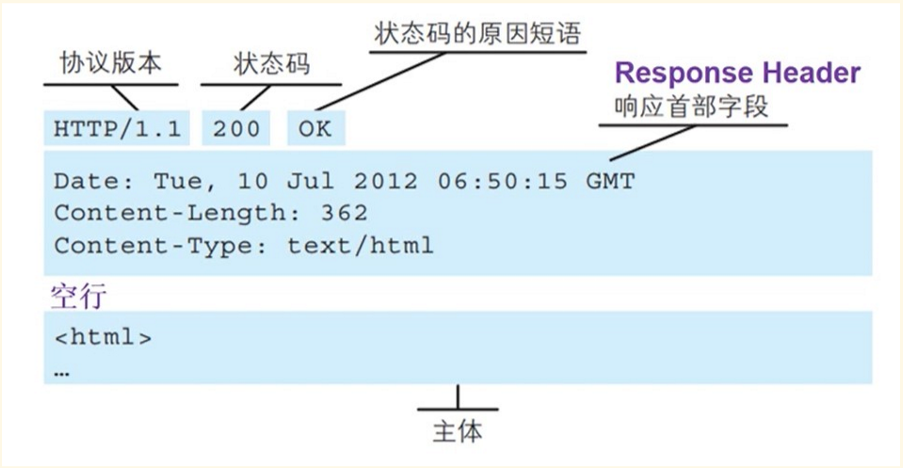 状态码的原因短语
协议版本
状态码
Response Header
响应首部字段
HTTP/1.1 200 OK
Date: Tue, 10 Jul 2012 06:50:15 GMT
Content-Length: 362
Content-Type: text/html
空行
<html>
…
主体